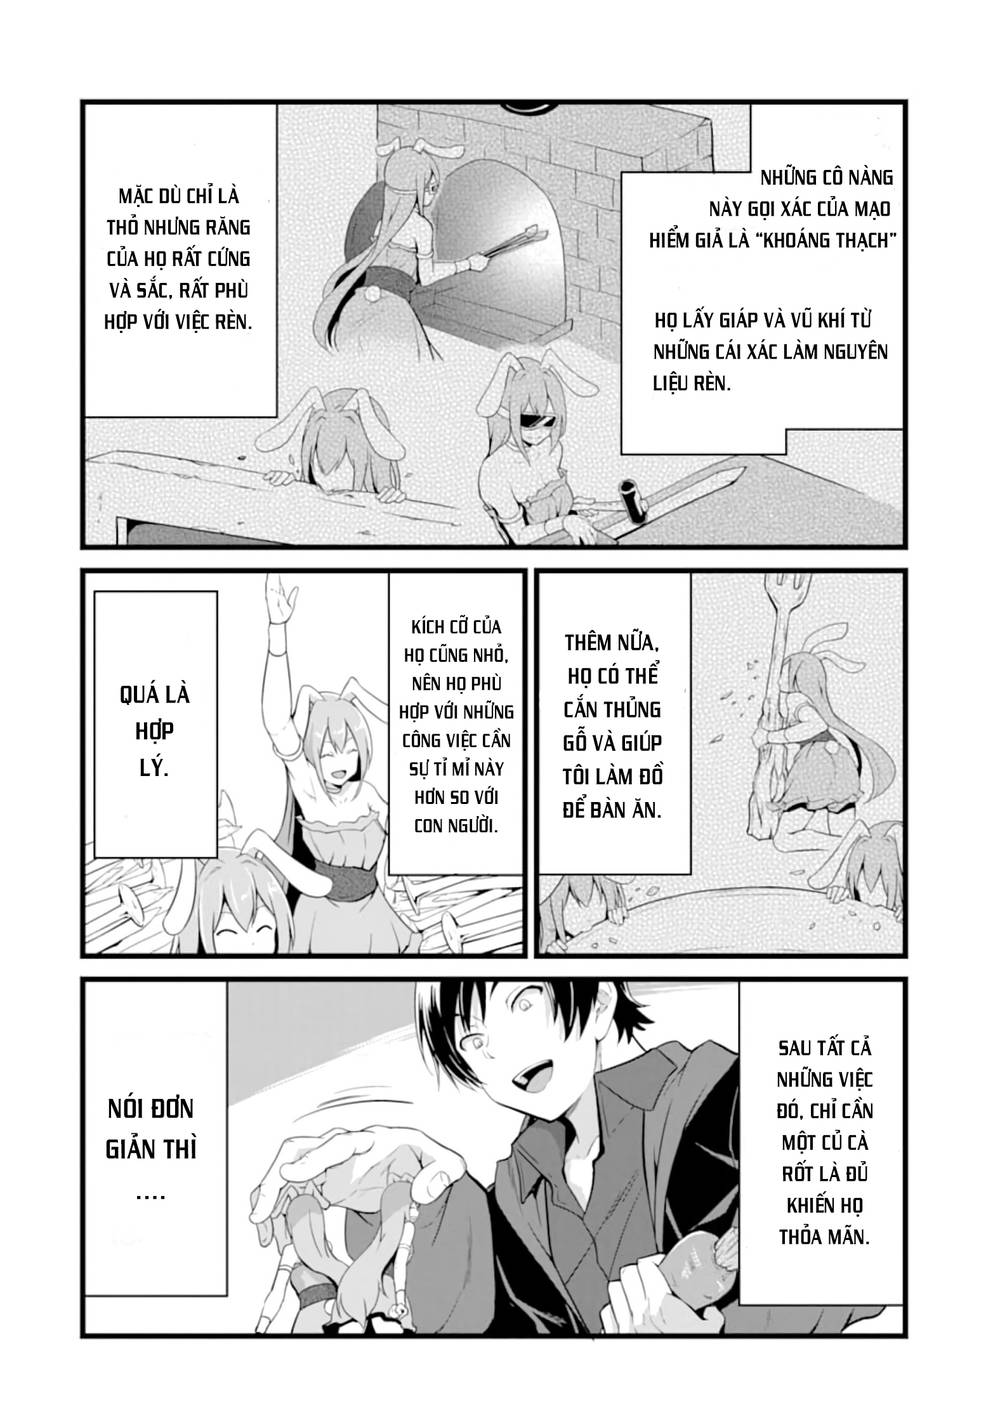 NHỮNG CÔ NÀNG
NÀY GỌI XÁC CỦA MẠO
HIỂM GIẢ LÀ “KHOÁNG THẠCH”
HỌ LẤY GIÁP VÀ VŨ KHÍ TỪ
NHỮNG CÁI XÁC LÀM NGUYÊN
LIỆU RÈN.
MẶC DÙ CHỈ LÀ
THỎ NHƯNG RĂNG
CỦA HỌ RẤT CỨNG
VÀ SẮC, RẤT PHÙ
HỢP VỚI VIỆC RÈN.
THÊM NỮA,
HỌ CÓ THỂ
CẮN THỦNG
GỖ VÀ GIÚP
TÔI LÀM ĐỒ
ĐỂ BÀN ĂN.
KÍCH CỠ CỦA
HỌ CŨNG NHỎ,
NÊN HỌ PHÙ
HỢP VỚI NHỮNG
CÔNG VIỆC CẦN
SỰ TỈ MỈ NÀY
HƠN SO VỚI
CON NGƯỜI.
QUÁ LÀ
HỢP
LÝ.
SAU TẤT CẢ
NHỮNG VIỆC
ĐÓ, CHỈ CẦN
MỘT CỦ CÀ
RỐT LÀ ĐỦ
KHIẾN HỌ
THỎA MÃN.
NÓI ĐƠN
GIẢN THÌ
....